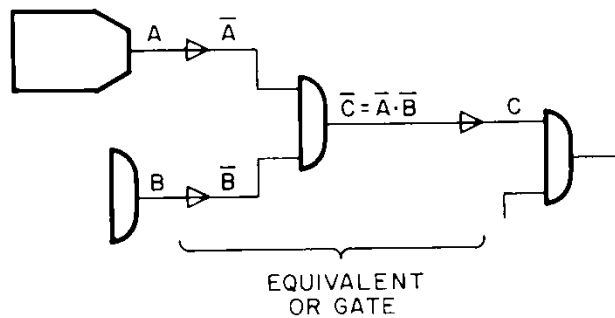 A A̅
C̅ = A̅·B̅ C
B B̅
EQUIVALENT
OR GATE